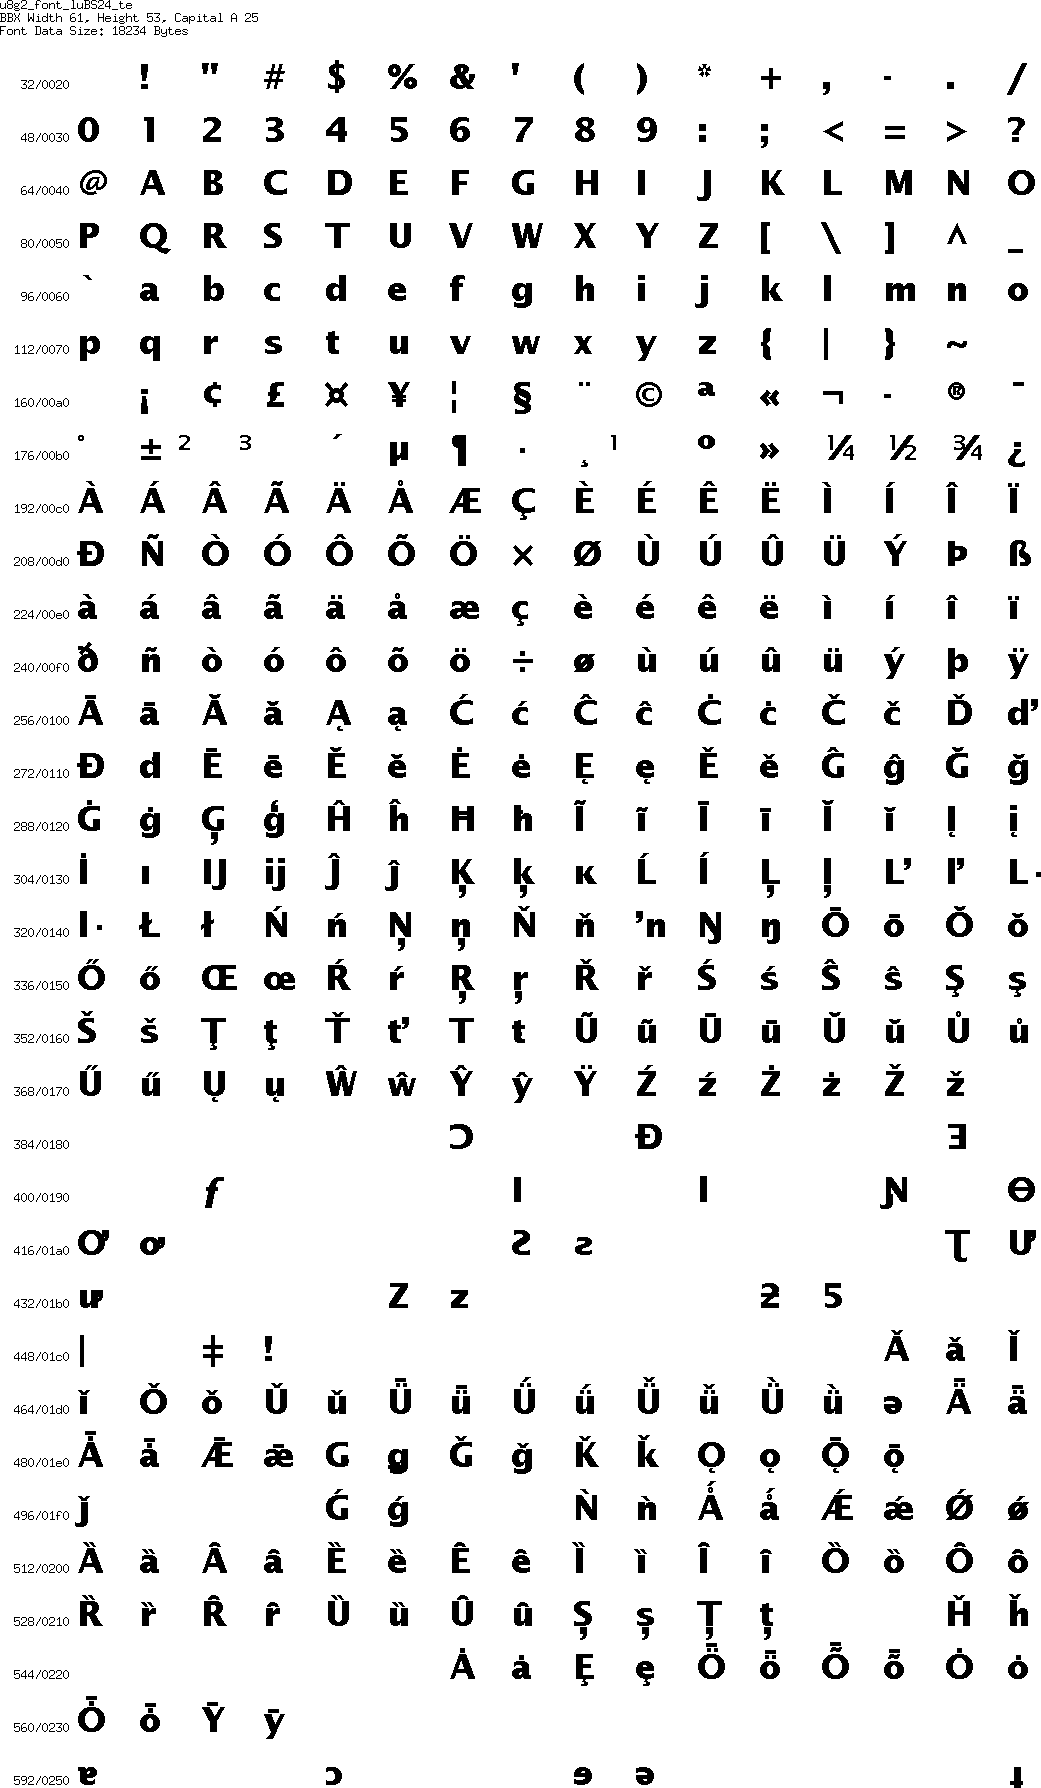 u8g2_font_luBS24_te
BBX Width 61, Height 53, Capital A 25
Font Data Size: 18234 Bytes
32/0020 ! " # $ % & ' ( ) * + , - . /
48/0030 0 1 2 3 4 5 6 7 8 9 : ; < = > ?
64/0040 @ A B C D E F G H I J K L M N O
80/0050 P Q R S T U V W X Y Z [ \ ] ^ _
96/0060 ` a b c d e f g h i j k l m n o
112/0070 p q r s t u v w x y z { | } ~
160/00a0 ¡ ¢ £ ¤ ¥ ¦ § ¨ © ª « ¬ - ® ¯
176/00b0 ° ± ² ³ ´ µ ¶ · ¸ ¹ º » ¼ ½ ¾ ¿
192/00c0 À Á Â Ã Ä Å Æ Ç È É Ê Ë Ì Í Î Ï
208/00d0 Ð Ñ Ò Ó Ô Õ Ö × Ø Ù Ú Û Ü Ý Þ ß
224/00e0 à á â ã ä å æ ç è é ê ë ì í î ï
240/00f0 ð ñ ò ó ô õ ö ÷ ø ù ú û ü ý þ ÿ
256/0100 Ā ā Ă ă Ą ą Ć ć Ĉ ĉ Ċ ċ Č č Ď ď
272/0110 Đ đ Ē ē Ĕ ĕ Ė ė Ę ę Ě ě Ĝ ĝ Ğ ğ
288/0120 Ġ ġ Ģ ģ Ĥ ĥ Ħ ħ Ĩ ĩ Ī ī Ĭ ĭ Į į
304/0130 İ ı Ĳ ĳ Ĵ ĵ Ķ ķ ĸ Ĺ ĺ Ļ ļ Ľ ľ Ŀ
320/0140 ŀ Ł ł Ń ń Ņ ņ Ň ň ŉ Ŋ ŋ Ō ō Ŏ ŏ
336/0150 Ő ő Œ œ Ŕ ŕ Ŗ ŗ Ř ř Ś ś Ŝ ŝ Ş ş
352/0160 Š š Ţ ţ Ť ť Ŧ ŧ Ũ ũ Ū ū Ŭ ŭ Ů ů
368/0170 Ű ű Ų ų Ŵ ŵ Ŷ ŷ Ÿ Ź ź Ż ż Ž ž
384/0180 Ɔ Ɖ Ǝ
400/0190 ƒ Ɨ ƚ Ɲ Ɵ
416/01a0 Ơ ơ Ƨ ƨ Ʈ Ư
432/01b0 ư Ƶ ƶ ƻ Ƽ
448/01c0 ǀ ǂ ǃ Ǎ ǎ Ǐ
464/01d0 ǐ Ǒ ǒ Ǔ ǔ Ǖ ǖ Ǘ ǘ Ǚ ǚ Ǜ ǜ ǝ Ǟ ǟ
480/01e0 Ǡ ǡ Ǣ ǣ Ǥ ǥ Ǧ ǧ Ǩ ǩ Ǫ ǫ Ǭ ǭ
496/01f0 ǰ Ǵ ǵ Ǹ ǹ Ǻ ǻ Ǽ ǽ Ǿ ǿ
512/0200 Ȁ ȁ Ȃ ȃ Ȅ ȅ Ȇ ȇ Ȉ ȉ Ȋ ȋ Ȍ ȍ Ȏ ȏ
528/0210 Ȑ ȑ Ȓ ȓ Ȕ ȕ Ȗ ȗ Ș ș Ț ț Ȟ ȟ
544/0220 Ȧ ȧ Ȩ ȩ Ȫ ȫ Ȭ ȭ Ȯ ȯ
560/0230 Ȱ ȱ Ȳ ȳ
592/0250 ɐ ɔ ɘ ə ɟ